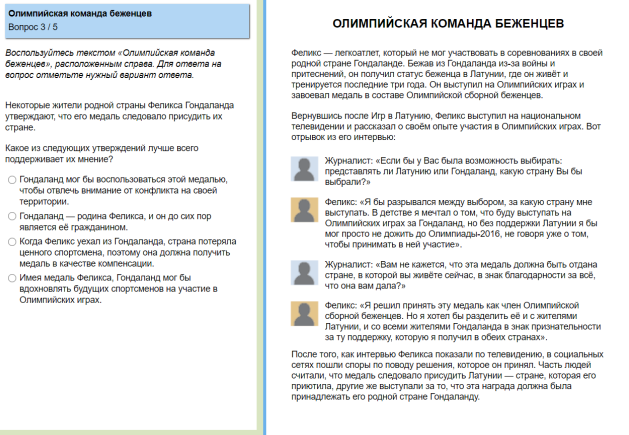 Олимпийская команда беженцев
Вопрос 3 / 5
Воспользуйтесь текстом «Олимпийская команда
беженцев», расположенным справа. Для ответа на
вопрос отметьте нужный вариант ответа.
Некоторые жители родной страны Феликса Гондаланда
утверждают, что его медаль следовало присудить их
стране.
Какое из следующих утверждений лучше всего
поддерживает их мнение?
Гондаланд мог бы воспользоваться этой медалью,
чтобы отвлечь внимание от конфликта на своей
территории.
Гондаланд — родина Феликса, и он до сих пор
является её гражданином.
Когда Феликс уехал из Гондаланда, страна потеряла
ценного спортсмена, поэтому она должна получить
медаль в качестве компенсации.
Имея медаль Феликса, Гондаланд мог бы
вдохновлять будущих спортсменов на участие в
Олимпийских играх.
ОЛИМПИЙСКАЯ КОМАНДА БЕЖЕНЦЕВ
Феликс — легкоатлет, который не мог участвовать в соревнованиях в своей
родной стране Гондаланде. Бежав из Гондаланда из-за войны и
притеснений, он получил статус беженца в Латунии, где он живёт и
тренируется последние три года. Он выступил на Олимпийских играх и
завоевал медаль в составе Олимпийской сборной беженцев.
Вернувшись после Игр в Латунию, Феликс выступил на национальном
телевидении и рассказал о своём опыте участия в Олимпийских играх. Вот
отрывок из его интервью:
Журналист: «Если бы у Вас была возможность выбирать:
представлять ли Латунию или Гондаланд, какую страну Вы бы
выбрали?»
Феликс: «Я бы разрывался между выбором, за какую страну мне
выступать. В детстве я мечтал о том, что буду выступать на
Олимпийских играх за Гондаланд, но без поддержки Латунии я бы
мог просто не дожить до Олимпиады-2016, не говоря уже о том,
чтобы принимать в ней участие».
Журналист: «Вам не кажется, что эта медаль должна быть отдана
стране, в которой вы живёте сейчас, в знак благодарности за всё,
что она вам дала?»
Феликс: «Я решил принять эту медаль как член Олимпийской
сборной беженцев. Но я хотел бы разделить её и с жителями
Латунии, и со всеми жителями Гондаланда в знак признательности
за ту поддержку, которую я получил в обеих странах».
После того, как интервью Феликса показали по телевидению, в социальных
сетях пошли споры по поводу решения, которое он принял. Часть людей
считали, что медаль следовало присудить Латунии — стране, которая его
приютила, другие же выступали за то, что эта награда должна была
принадлежать его родной стране Гондаланду.